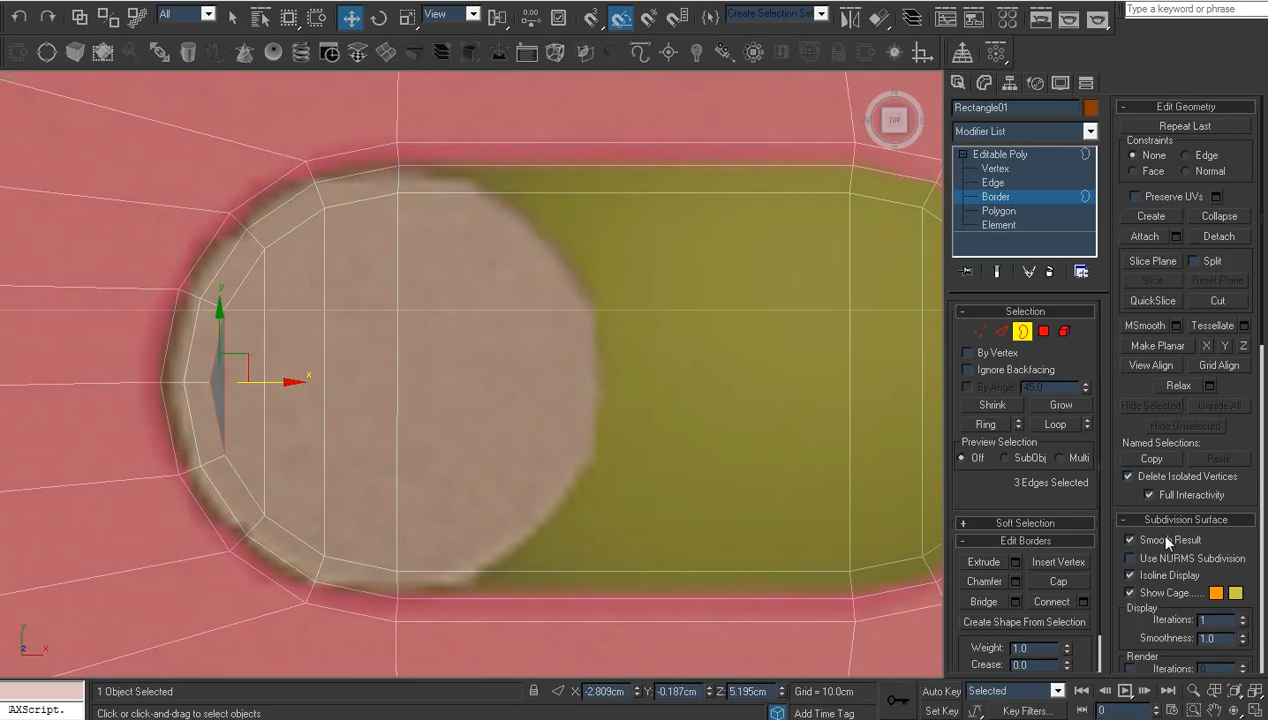 All
View
3
Create Selection Set
Type a keyword or phrase
TOP
y
x
y
z
x
Rectangle01
Modifier List
Editable Poly
Vertex
Edge
Border
Polygon
Element
Selection
By Vertex
Ignore Backfacing
By Angle: 45.0
Shrink Grow
Ring Loop
Preview Selection
Off SubObj Multi
3 Edges Selected
Soft Selection
Edit Borders
Extrude Insert Vertex
Chamfer Cap
Bridge Connect
Create Shape From Selection
Weight: 1.0
Crease: 0.0
Edit Geometry
Repeat Last
Constraints
None Edge
Face Normal
Preserve UVs
Create Collapse
Attach Detach
Slice Plane Split
Slice Reset Plane
QuickSlice Cut
MSmooth Tessellate
Make Planar X Y Z
View Align Grid Align
Relax
Hide Selected Unhide All
Hide Unselected
Named Selections:
Copy Paste
Delete Isolated Vertices
Full Interactivity
Subdivision Surface
Smooth Result
Use NURMS Subdivision
Isoline Display
Show Cage......
Display
Iterations: 1
Smoothness: 1.0
Render
Iterations: 0
1 Object Selected X: -2.809cm Y: -0.187cm Z: 5.195cm Grid = 10.0cm Auto Key Selected
AXScript. Click or click-and-drag to select objects Add Time Tag Set Key Key Filters... 0